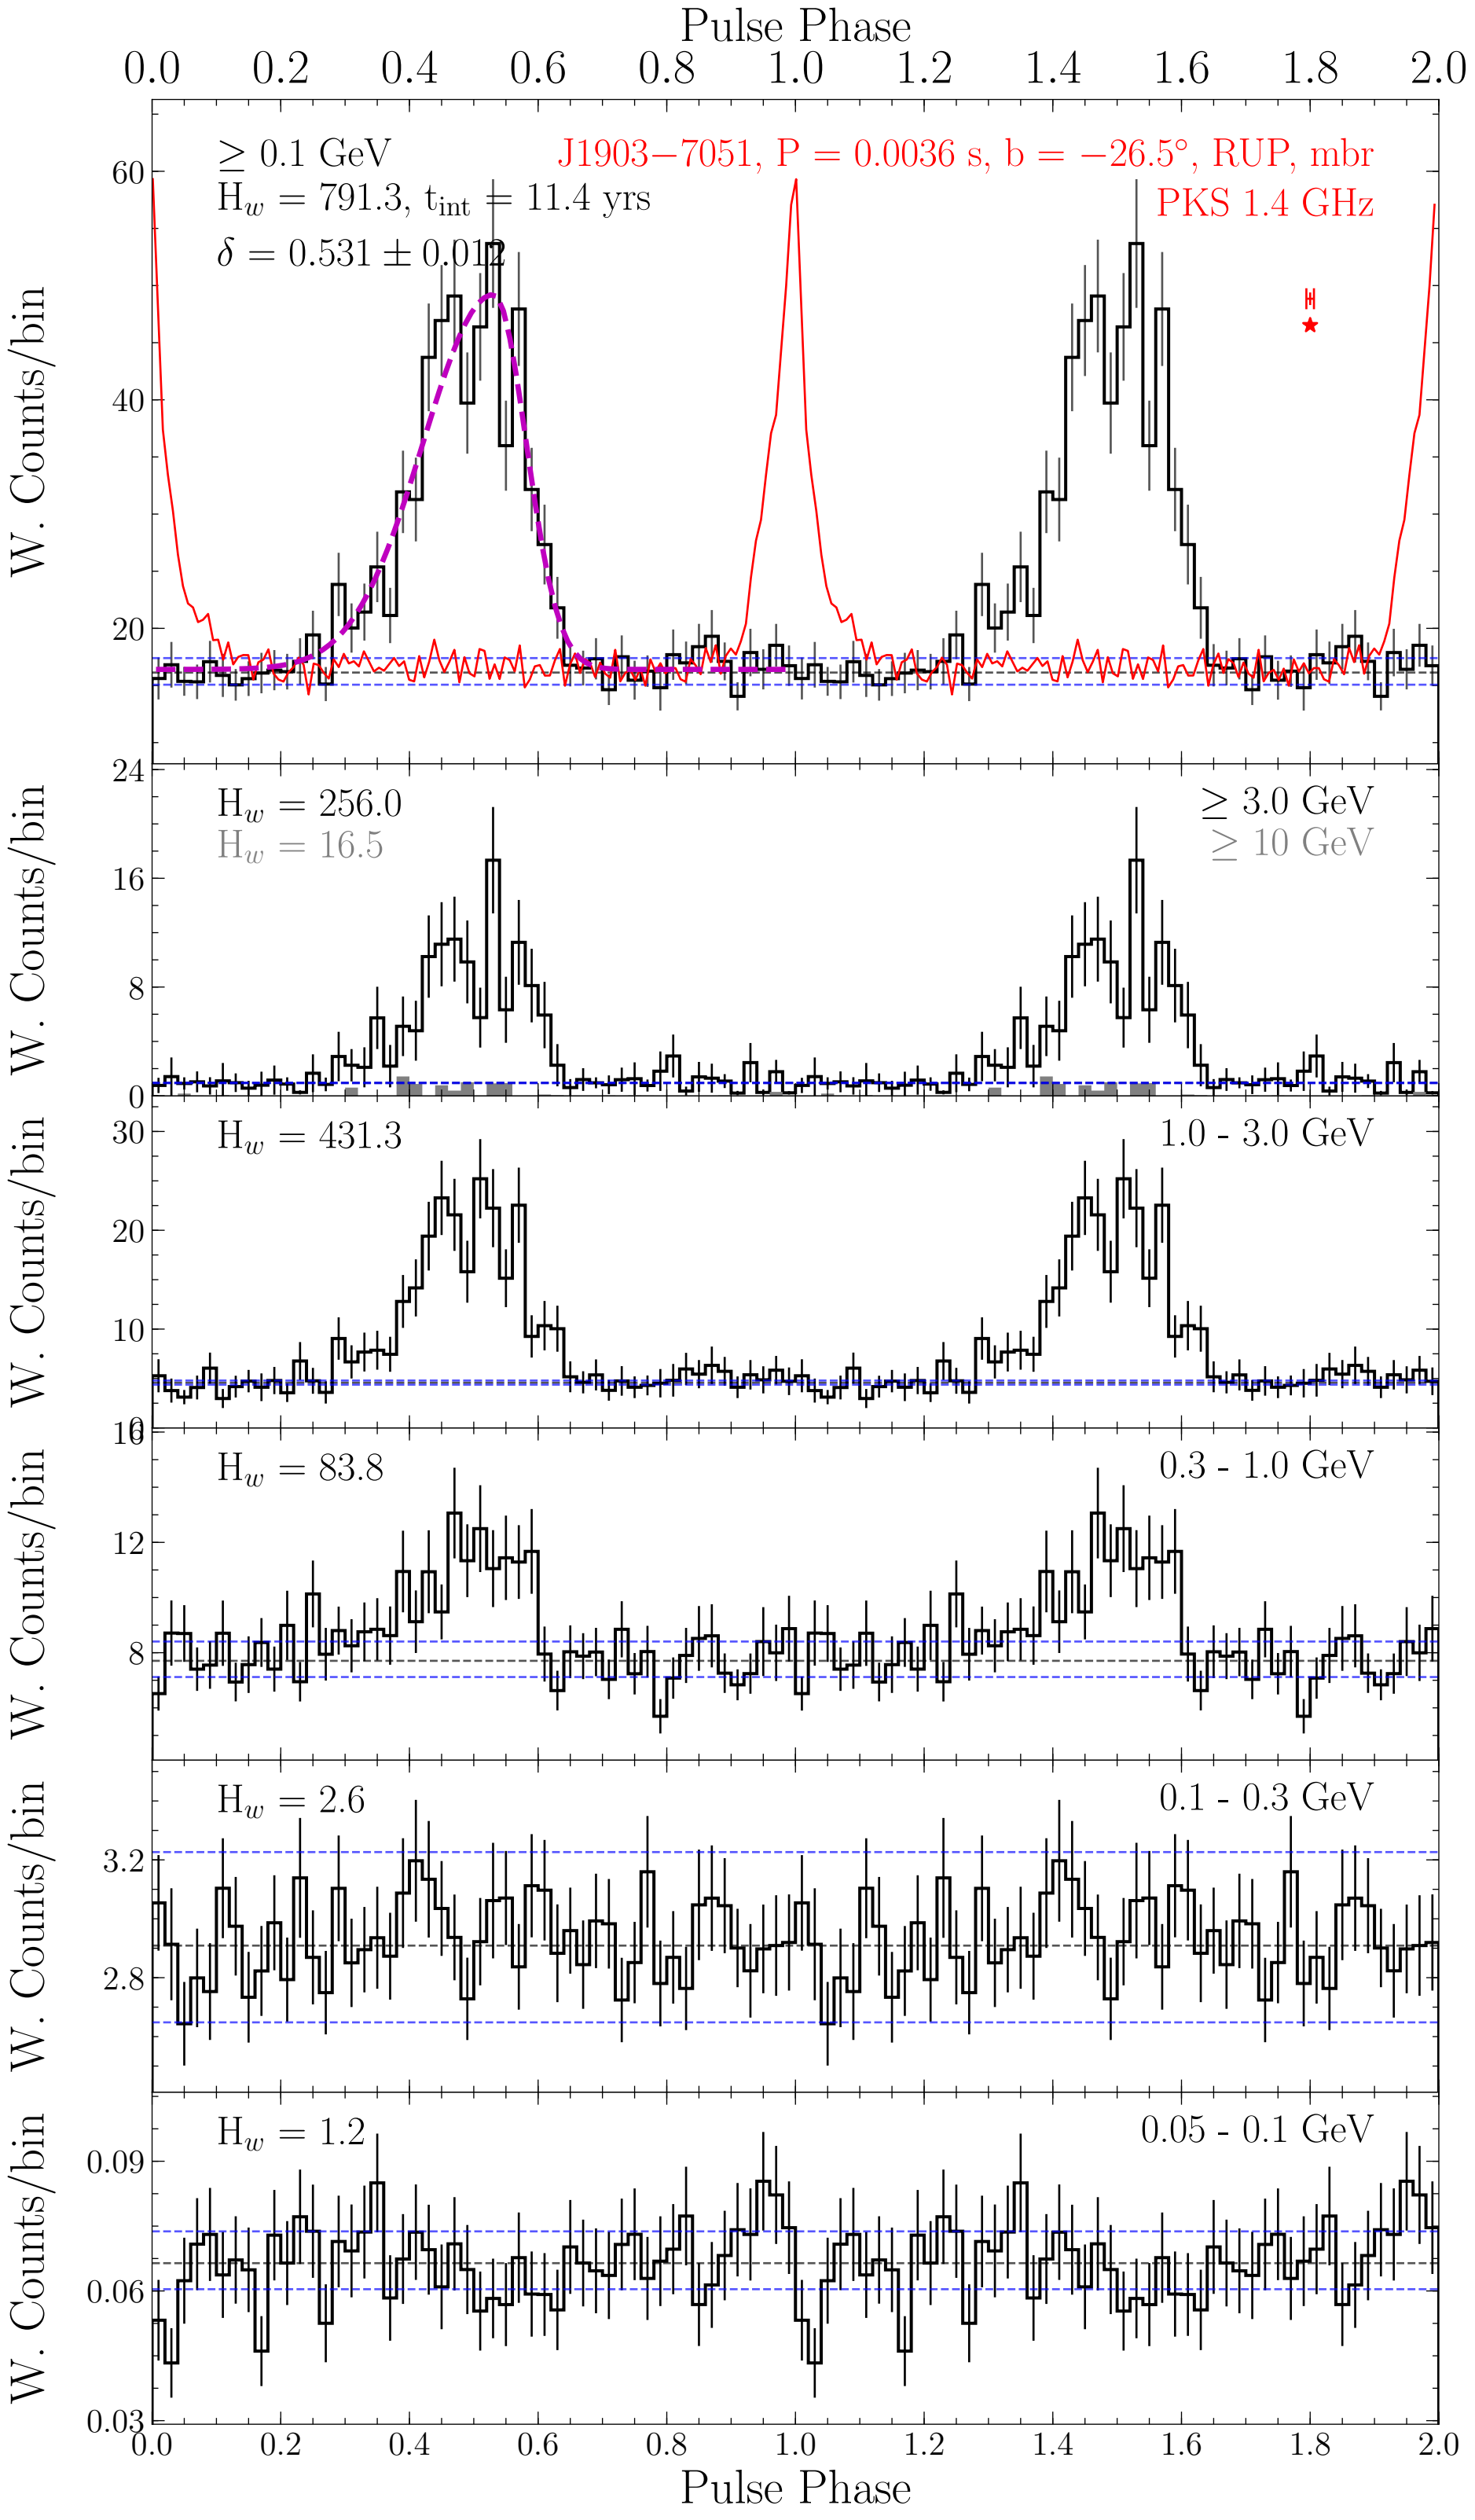 Pulse Phase
0.0 0.2 0.4 0.6 0.8 1.0 1.2 1.4 1.6 1.8 2.0
≥ 0.1 GeV
J1903−7051, P = 0.0036 s, b = −26.5°, RUP, mbr
H_w = 791.3, t_int = 11.4 yrs
PKS 1.4 GHz
δ = 0.531 ± 0.012
60
40
20
W. Counts/bin
H_w = 256.0
≥ 3.0 GeV
H_w = 16.5
≥ 10 GeV
24
16
8
0
W. Counts/bin
H_w = 431.3
1.0 - 3.0 GeV
30
20
10
0
W. Counts/bin
H_w = 83.8
0.3 - 1.0 GeV
16
12
8
W. Counts/bin
H_w = 2.6
0.1 - 0.3 GeV
3.2
2.8
W. Counts/bin
H_w = 1.2
0.05 - 0.1 GeV
0.09
0.06
0.03
W. Counts/bin
0.0 0.2 0.4 0.6 0.8 1.0 1.2 1.4 1.6 1.8 2.0
Pulse Phase